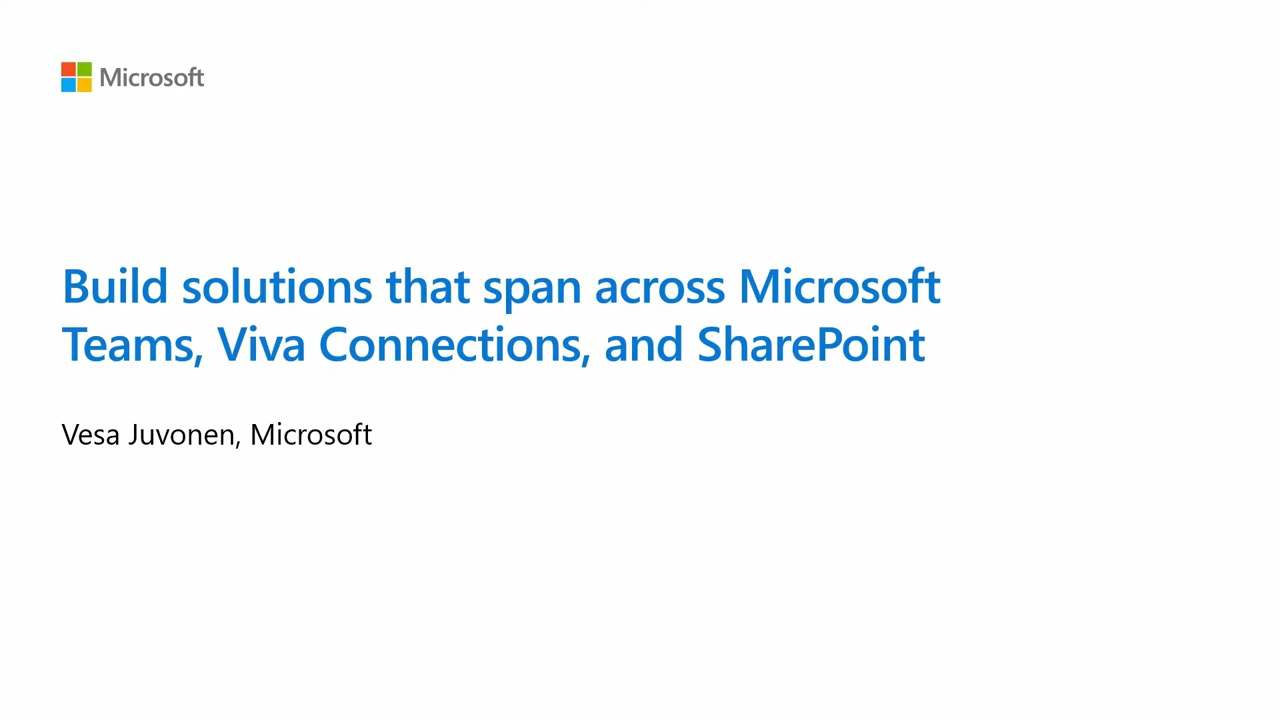 Microsoft
Build solutions that span across Microsoft
Teams, Viva Connections, and SharePoint
Vesa Juvonen, Microsoft